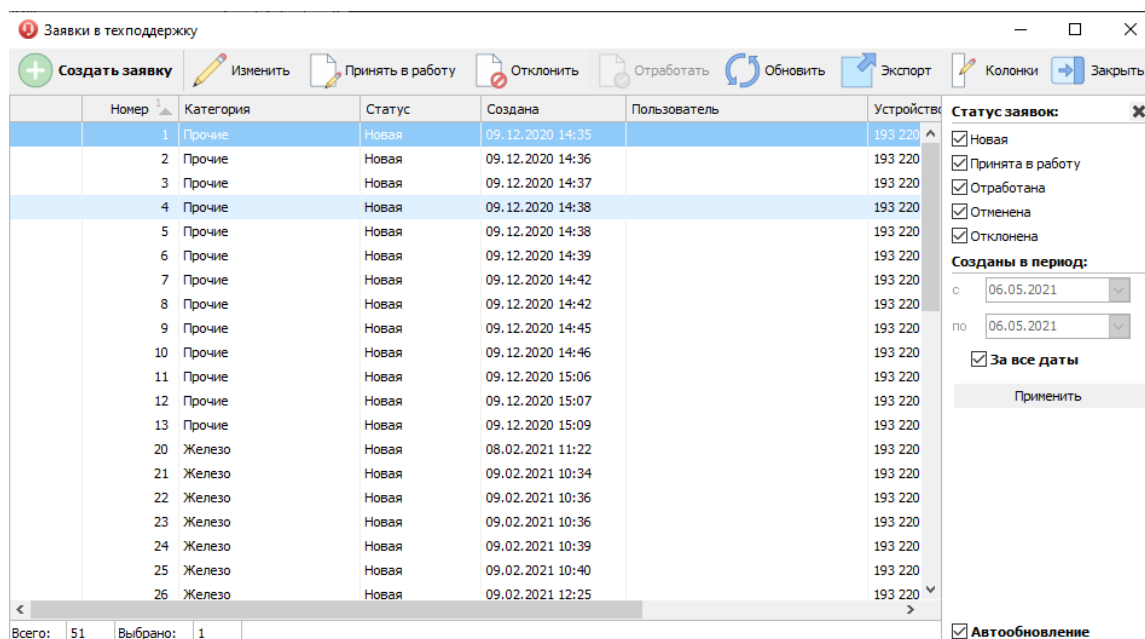 Заявки в техподдержку
Создать заявку Изменить Принять в работу Отклонить Отработать Обновить Экспорт Колонки Закрыть
Номер 1 Категория Статус Создана Пользователь Устройство
1 Прочие Новая 09.12.2020 14:35 193 220
2 Прочие Новая 09.12.2020 14:36 193 220
3 Прочие Новая 09.12.2020 14:37 193 220
4 Прочие Новая 09.12.2020 14:38 193 220
5 Прочие Новая 09.12.2020 14:38 193 220
6 Прочие Новая 09.12.2020 14:39 193 220
7 Прочие Новая 09.12.2020 14:42 193 220
8 Прочие Новая 09.12.2020 14:42 193 220
9 Прочие Новая 09.12.2020 14:45 193 220
10 Прочие Новая 09.12.2020 14:46 193 220
11 Прочие Новая 09.12.2020 15:06 193 220
12 Прочие Новая 09.12.2020 15:07 193 220
13 Прочие Новая 09.12.2020 15:09 193 220
20 Железо Новая 08.02.2021 11:22 193 220
21 Железо Новая 09.02.2021 10:34 193 220
22 Железо Новая 09.02.2021 10:36 193 220
23 Железо Новая 09.02.2021 10:36 193 220
24 Железо Новая 09.02.2021 10:39 193 220
25 Железо Новая 09.02.2021 10:40 193 220
26 Железо Новая 09.02.2021 12:25 193 220
Всего: 51 Выбрано: 1
Статус заявок:
Новая
Принята в работу
Отработана
Отменена
Отклонена
Созданы в период:
с 06.05.2021
по 06.05.2021
За все даты
Применить
Автообновление